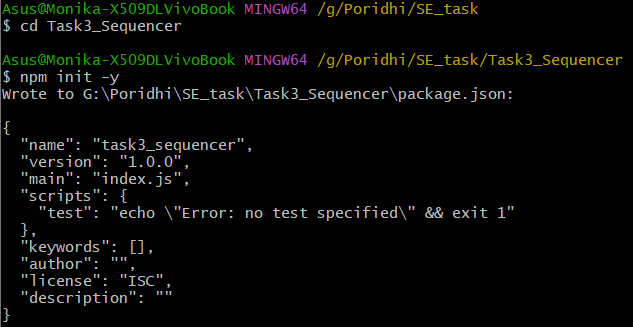 Asus@Monika-X509DLVivoBook MINGW64 /g/Poridhi/SE_task
$ cd Task3_Sequencer
Asus@Monika-X509DLVivoBook MINGW64 /g/Poridhi/SE_task/Task3_Sequencer
$ npm init -y
Wrote to G:\Poridhi\SE_task\Task3_Sequencer\package.json:
{
  "name": "task3_sequencer",
  "version": "1.0.0",
  "main": "index.js",
  "scripts": {
    "test": "echo \"Error: no test specified\" && exit 1"
  },
  "keywords": [],
  "author": "",
  "license": "ISC",
  "description": ""
}